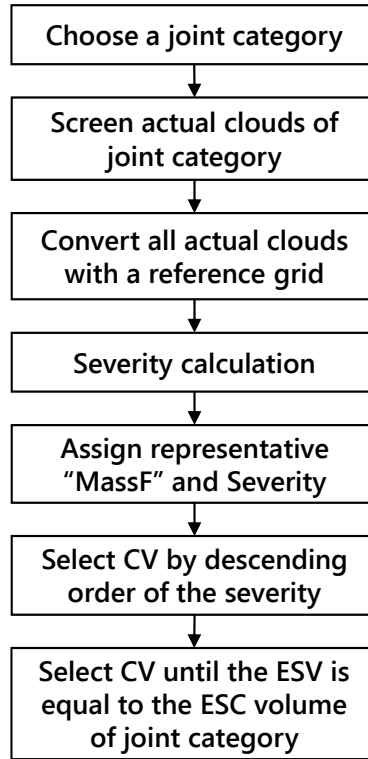 Choose a joint category
Screen actual clouds of
joint category
Convert all actual clouds
with a reference grid
Severity calculation
Assign representative
“MassF” and Severity
Select CV by descending
order of the severity
Select CV until the ESV is
equal to the ESC volume
of joint category